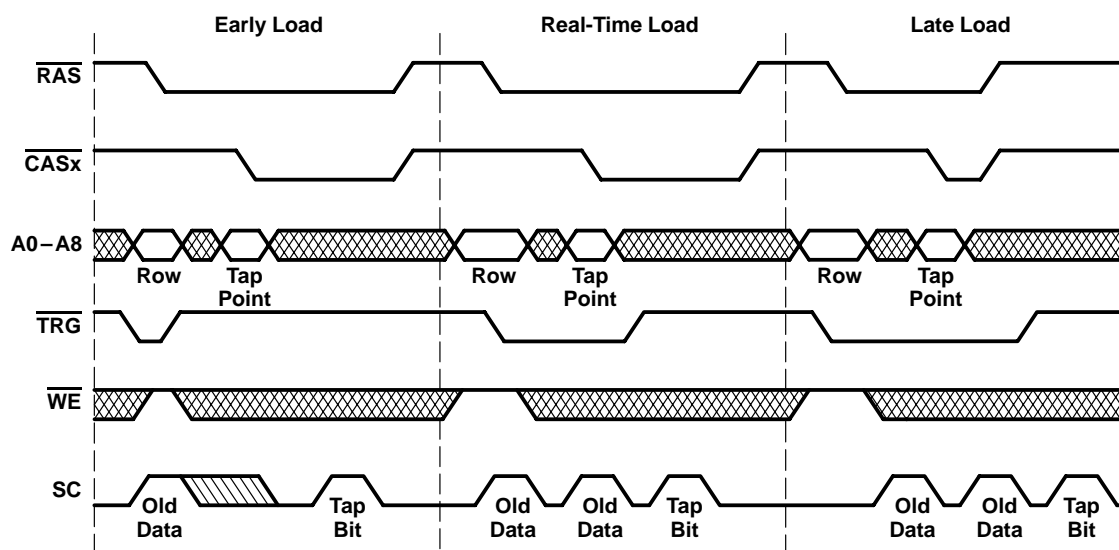 Early Load Real-Time Load Late Load
RAS
CASx
A0–A8
Row Tap Point Row Tap Point Row Tap Point
TRG
WE
SC
Old Data Tap Bit Old Data Old Data Tap Bit Old Data Old Data Tap Bit